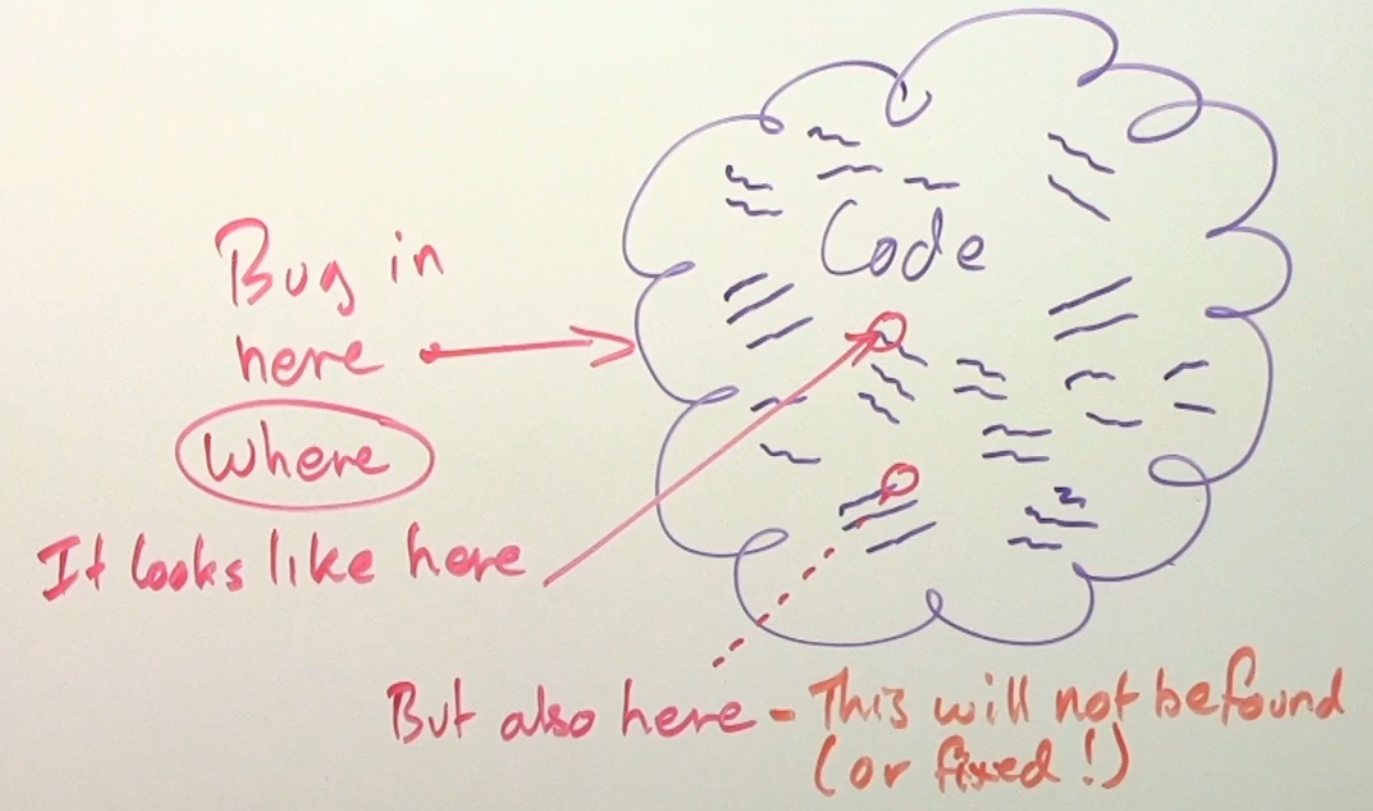 Code
Bug in
here
Where
It looks like here
But also here - This will not be found
(or fixed!)